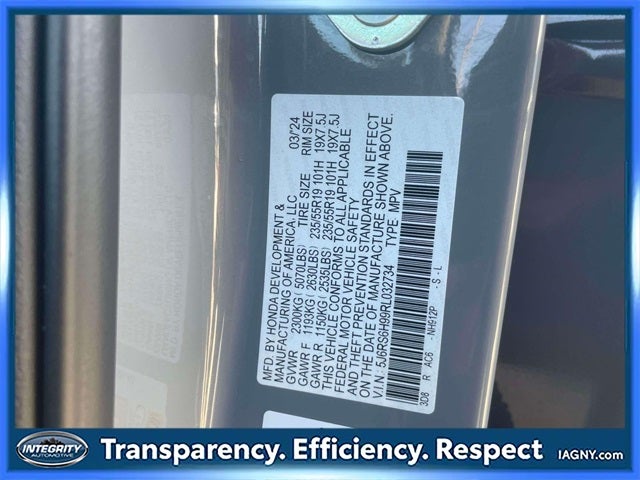 MFD. BY HONDA DEVELOPMENT &
MANUFACTURING OF AMERICA, LLC 03/24
GVWR 2300KG (5070LBS) TIRE SIZE RIM SIZE
GAWR F 1193KG (2630LBS) 235/55R19 101H 19X7.5J
GAWR R 1150KG (2535LBS) 235/55R19 101H 19X7.5J
THIS VEHICLE CONFORMS TO ALL APPLICABLE
FEDERAL MOTOR VEHICLE SAFETY
AND THEFT PREVENTION STANDARDS IN EFFECT
ON THE DATE OF MANUFACTURE SHOWN ABOVE.
V.I.N. 5J6RS6H99RL032734 TYPE: MPV
3D8 R AC6 - NH912P - S - L
INTEGRITY
AUTOMOTIVE
Transparency. Efficiency. Respect
IAGNY.com